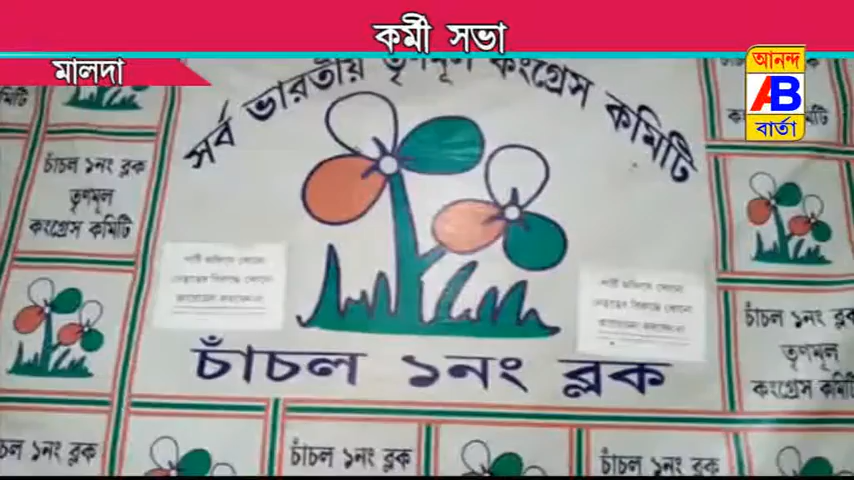 কর্মী সভা
মালদা
আনন্দ
AB
বার্তা
সর্ব ভারতীয় তৃণমূল কংগ্রেস কমিটি
চাঁচল ১নং ব্লক
তৃণমূল
কংগ্রেস কমিটি
চাঁচল ১নং ব্লক
চাঁচল ১নং ব্লক
তৃণমূল
কংগ্রেস কমিটি
চাঁচল ১নং ব্লক
চাঁচল ১নং ব্লক
চাঁচল ১নং ব্লক